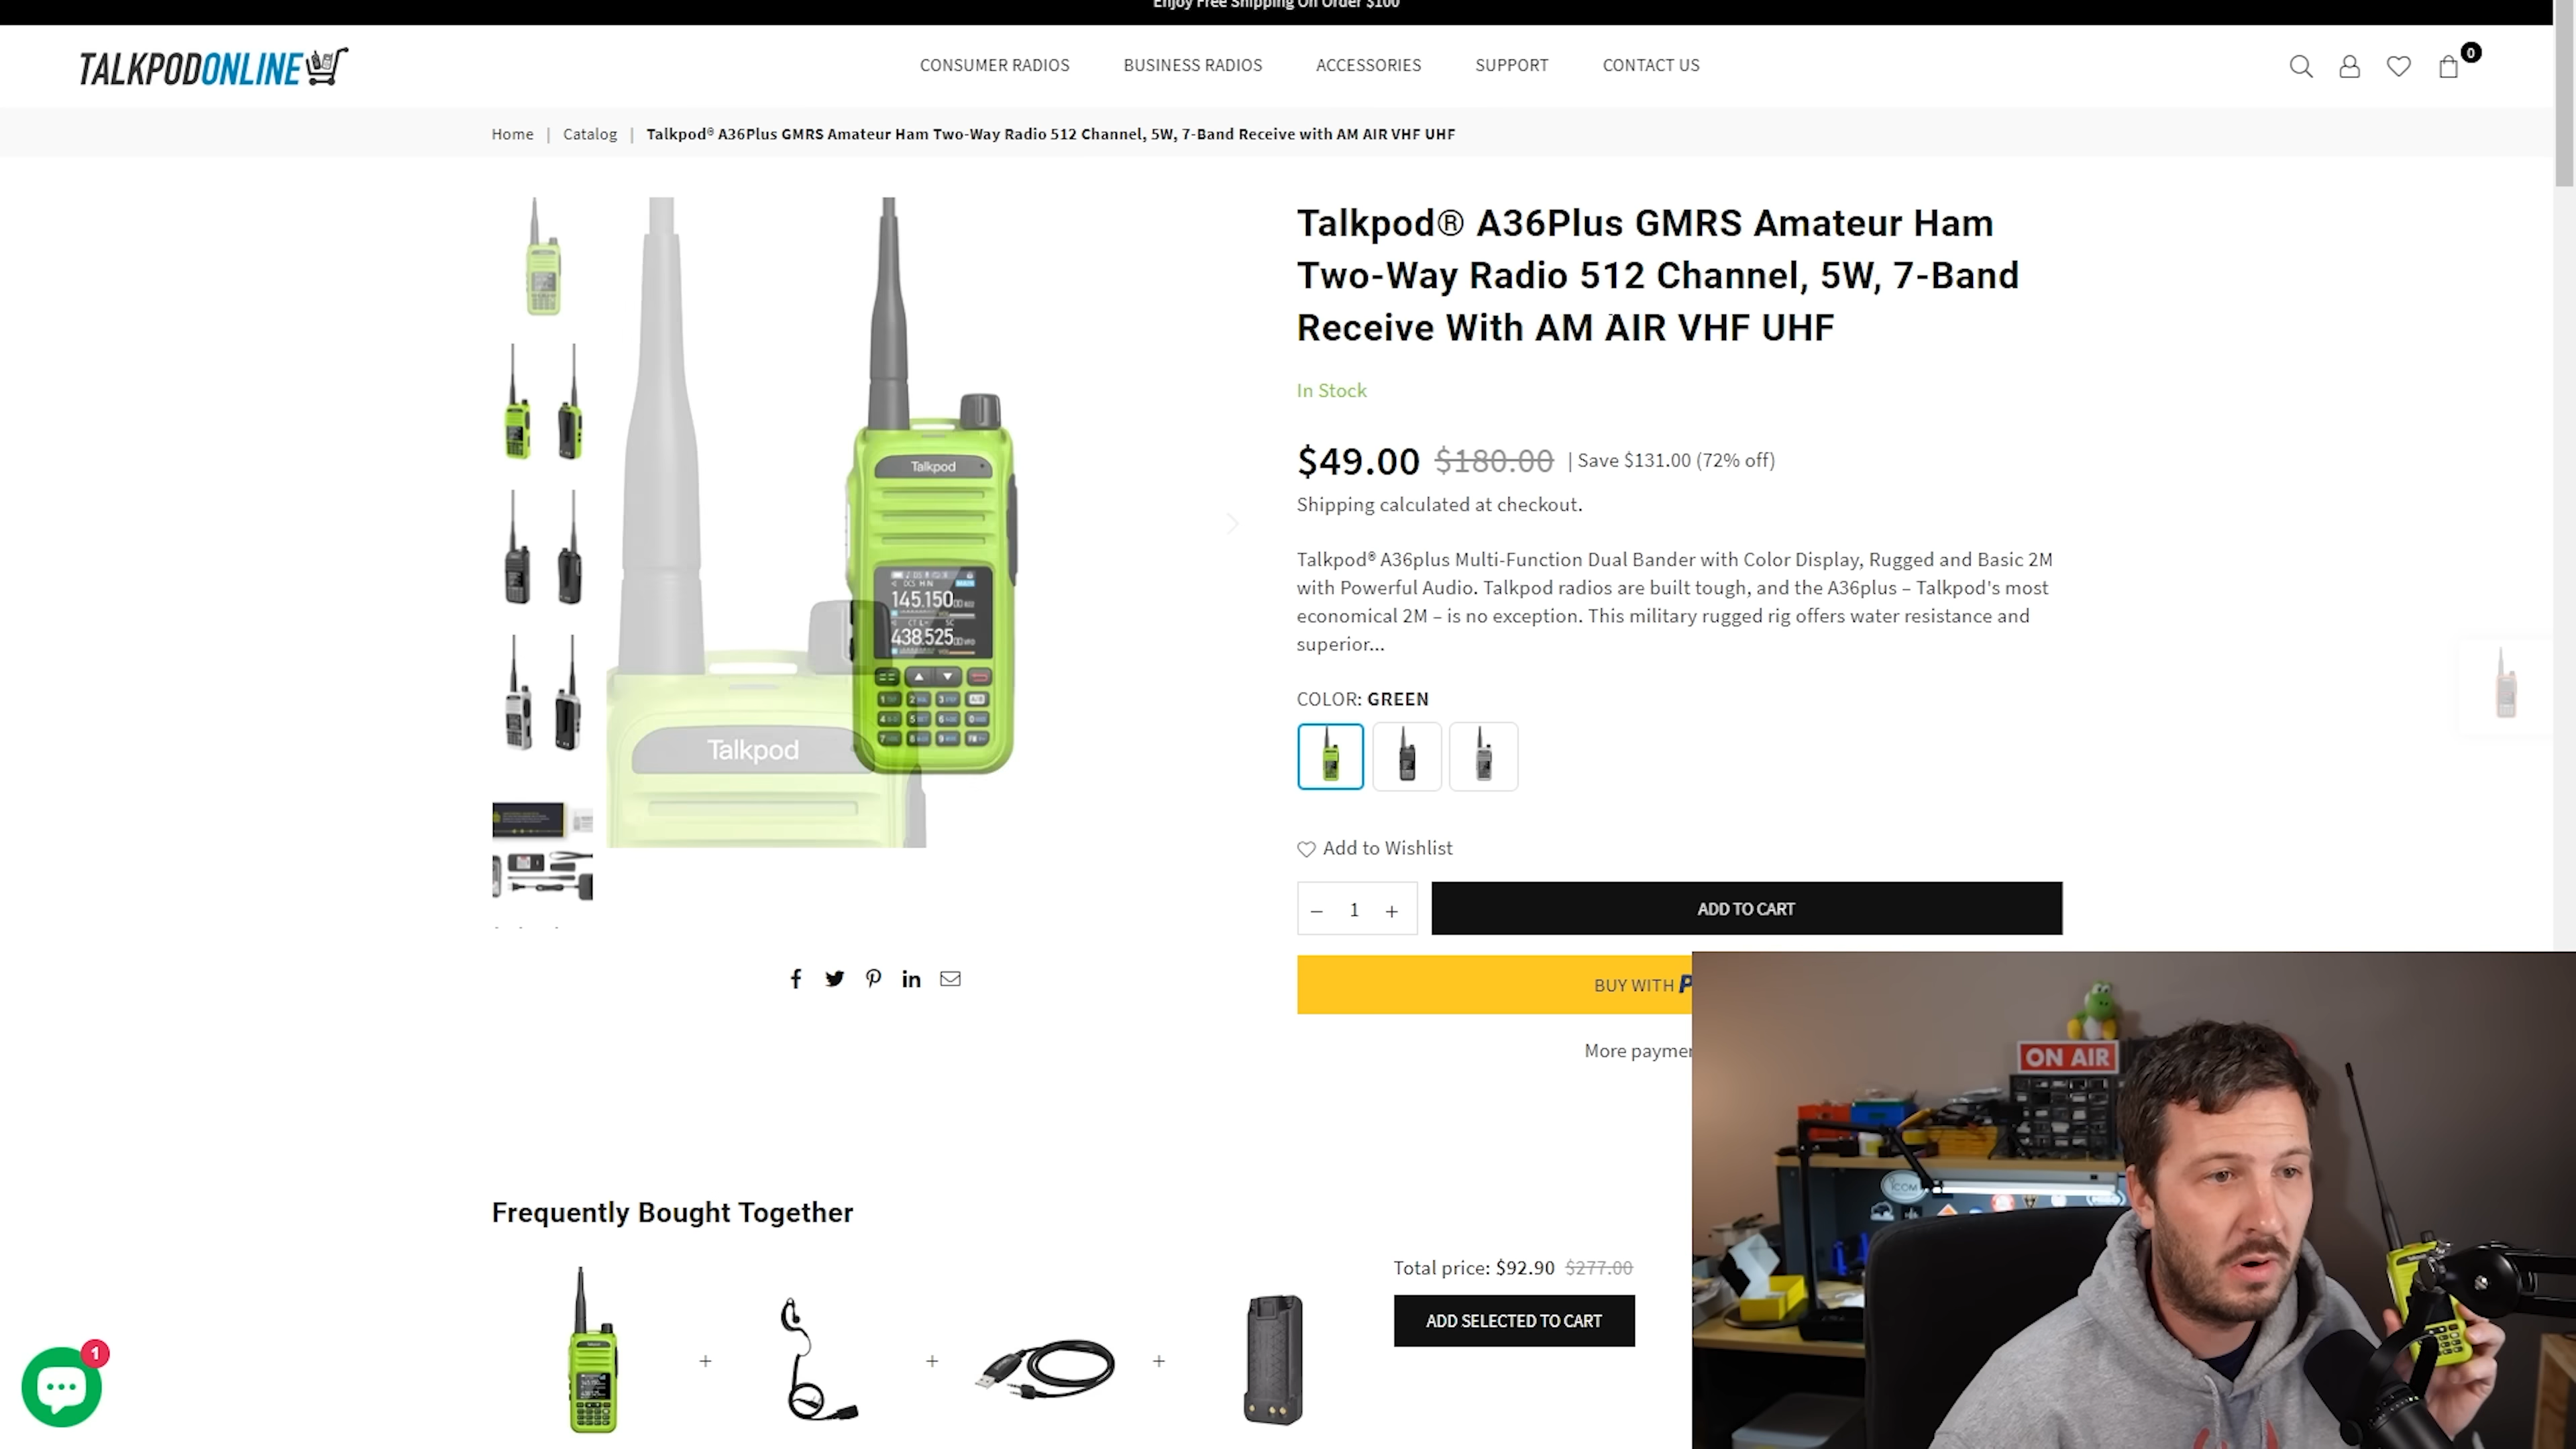 Enjoy Free Shipping On Order $100
TALKPODONLINE
CONSUMER RADIOS
BUSINESS RADIOS
ACCESSORIES
SUPPORT
CONTACT US
0
Home | Catalog | Talkpod® A36Plus GMRS Amateur Ham Two-Way Radio 512 Channel, 5W, 7-Band Receive with AM AIR VHF UHF
Talkpod® A36Plus GMRS Amateur Ham
Two-Way Radio 512 Channel, 5W, 7-Band
Receive With AM AIR VHF UHF
In Stock
$49.00 $180.00 | Save $131.00 (72% off)
Shipping calculated at checkout.
Talkpod® A36plus Multi-Function Dual Bander with Color Display, Rugged and Basic 2M
with Powerful Audio. Talkpod radios are built tough, and the A36plus – Talkpod's most
economical 2M – is no exception. This military rugged rig offers water resistance and
superior...
COLOR: GREEN
Add to Wishlist
− 1 +
ADD TO CART
BUY WITH P
More paymen
Talkpod
145.150
438.525
Talkpod
ON AIR
ICOM
Frequently Bought Together
+
+
+
Total price: $92.90 $277.00
ADD SELECTED TO CART
1